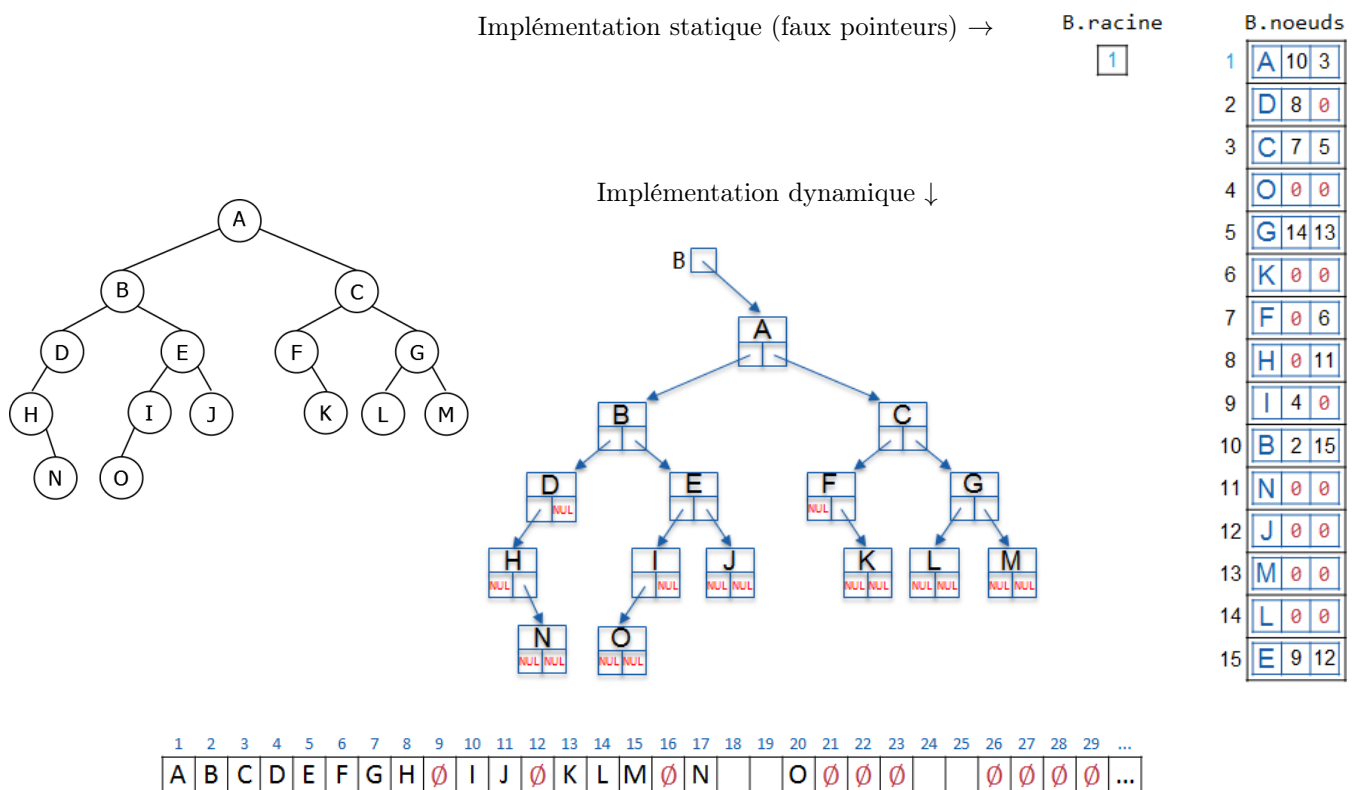 Implémentation statique (faux pointeurs) →
B.racine
1
B.noeuds
1 A 10 3
2 D 8 0
3 C 7 5
4 O 0 0
5 G 14 13
6 K 0 0
7 F 0 6
8 H 0 11
9 I 4 0
10 B 2 15
11 N 0 0
12 J 0 0
13 M 0 0
14 L 0 0
15 E 9 12
A
B C
D E F G
H I J K L M
N O
Implémentation dynamique ↓
B
A
B C
D E F G
NUL NUL
H I J K L M
NUL NUL NUL NUL NUL NUL NUL NUL NUL NUL
N O
NUL NUL NUL NUL
1 2 3 4 5 6 7 8 9 10 11 12 13 14 15 16 17 18 19 20 21 22 23 24 25 26 27 28 29 ...
A B C D E F G H Ø I J Ø K L M Ø N O Ø Ø Ø Ø Ø Ø Ø ...